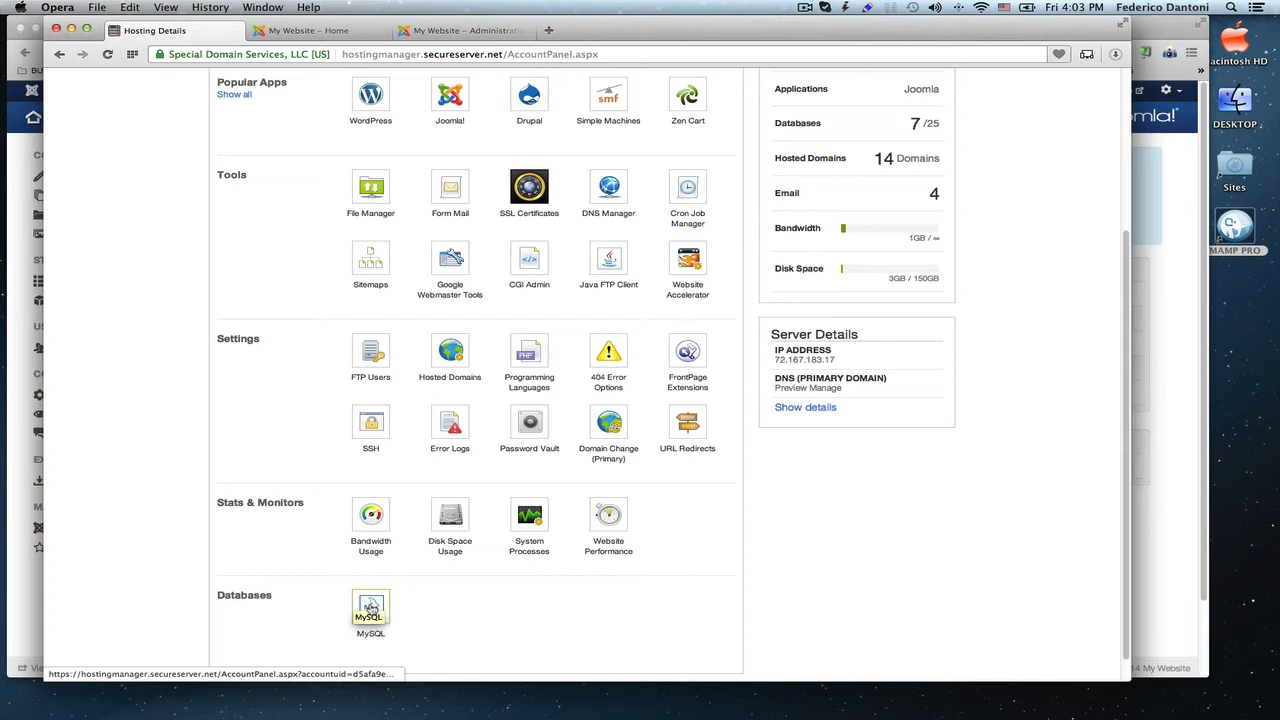 Opera File Edit View History Window Help
Fri 4:03 PM Federico Dantoni
Hosting Details
My Website – Home
My Website – Administratio
Special Domain Services, LLC [US]
hostingmanager.secureserver.net/AccountPanel.aspx
Macintosh HD
DESKTOP
Sites
MAMP PRO
Popular Apps
Show all
WordPress
Joomla!
Drupal
Simple Machines
Zen Cart
Tools
File Manager
Form Mail
SSL Certificates
DNS Manager
Cron Job
Manager
Sitemaps
Google
Webmaster Tools
CGI Admin
Java FTP Client
Website
Accelerator
Settings
FTP Users
Hosted Domains
Programming
Languages
404 Error
Options
FrontPage
Extensions
SSH
Error Logs
Password Vault
Domain Change
(Primary)
URL Redirects
Stats & Monitors
Bandwidth
Usage
Disk Space
Usage
System
Processes
Website
Performance
Databases
MySQL
MySQL
Applications Joomla
Databases 7 /25
Hosted Domains 14 Domains
Email 4
Bandwidth
1GB / ∞
Disk Space
3GB / 150GB
Server Details
IP ADDRESS
72.167.183.17
DNS (PRIMARY DOMAIN)
Preview Manage
Show details
smf
PHP
https://hostingmanager.secureserver.net/AccountPanel.aspx?accountuid=d5afa9e...
14 My Website